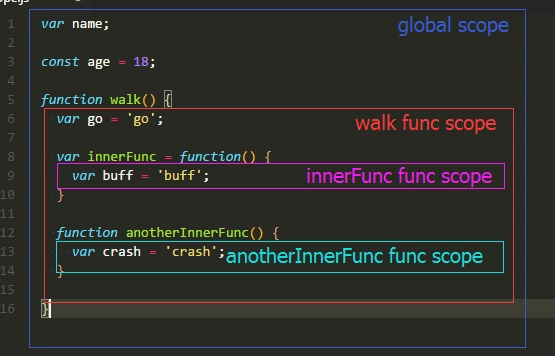 pe.js
1 var name; global scope
2
3 const age = 18;
4
5 function walk() {
6 var go = 'go'; walk func scope
7
8 var innerFunc = function() {
9 var buff = 'buff'; innerFunc func scope
10 }
11
12 function anotherInnerFunc() {
13 var crash = 'crash'; anotherInnerFunc func scope
14 }
15
16 }